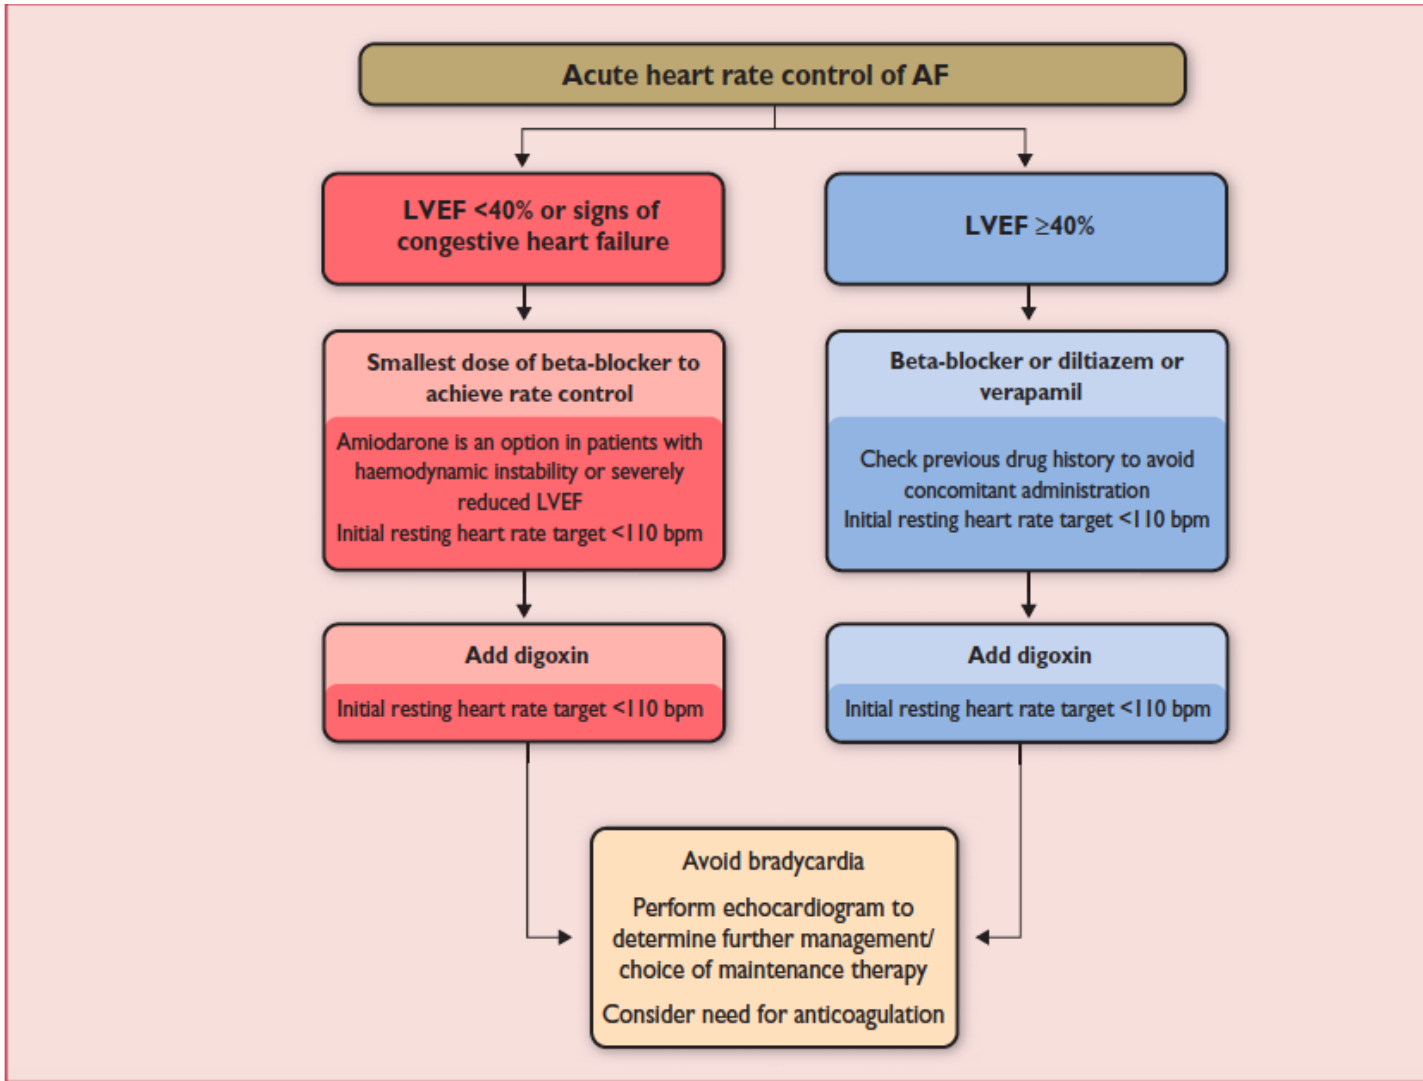 Acute heart rate control of AF
LVEF <40% or signs of
congestive heart failure
LVEF ≥40%
Smallest dose of beta-blocker to
achieve rate control
Amiodarone is an option in patients with
haemodynamic instability or severely
reduced LVEF
Initial resting heart rate target <110 bpm
Beta-blocker or diltiazem or
verapamil
Check previous drug history to avoid
concomitant administration
Initial resting heart rate target <110 bpm
Add digoxin
Initial resting heart rate target <110 bpm
Add digoxin
Initial resting heart rate target <110 bpm
Avoid bradycardia
Perform echocardiogram to
determine further management/
choice of maintenance therapy
Consider need for anticoagulation